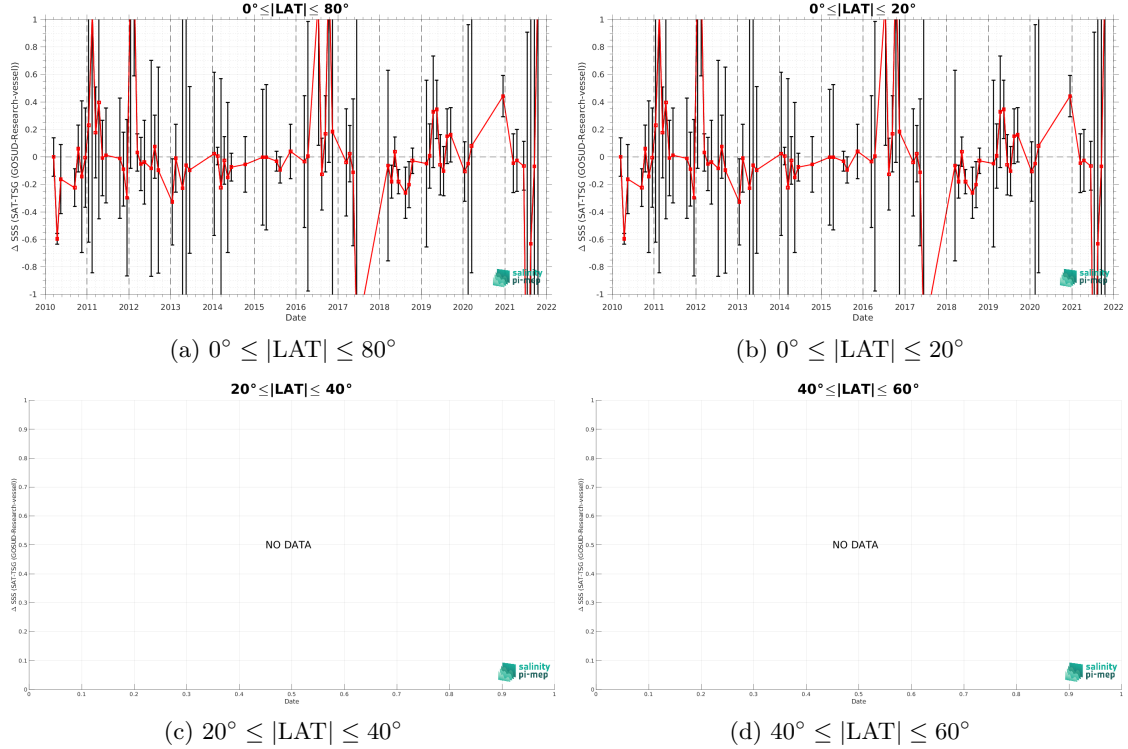 0°≤|LAT|≤ 80°
1
0.8
0.6
0.4
0.2
0
-0.2
-0.4
-0.6
-0.8
-1
Δ SSS (SAT-TSG (GOSUD-Research-vessel))
2010 2011 2012 2013 2014 2015 2016 2017 2018 2019 2020 2021 2022
Date
salinity
pi-mep
(a) 0° ≤ |LAT| ≤ 80°
0°≤|LAT|≤ 20°
1
0.8
0.6
0.4
0.2
0
-0.2
-0.4
-0.6
-0.8
-1
Δ SSS (SAT-TSG (GOSUD-Research-vessel))
2010 2011 2012 2013 2014 2015 2016 2017 2018 2019 2020 2021 2022
Date
salinity
pi-mep
(b) 0° ≤ |LAT| ≤ 20°
20°≤|LAT|≤ 40°
1
0.9
0.8
0.7
0.6
0.5
0.4
0.3
0.2
0.1
0
Δ SSS (SAT-TSG (GOSUD-Research-vessel))
NO DATA
0 0.1 0.2 0.3 0.4 0.5 0.6 0.7 0.8 0.9 1
Date
salinity
pi-mep
(c) 20° ≤ |LAT| ≤ 40°
40°≤|LAT|≤ 60°
1
0.9
0.8
0.7
0.6
0.5
0.4
0.3
0.2
0.1
0
Δ SSS (SAT-TSG (GOSUD-Research-vessel))
NO DATA
0 0.1 0.2 0.3 0.4 0.5 0.6 0.7 0.8 0.9 1
Date
salinity
pi-mep
(d) 40° ≤ |LAT| ≤ 60°